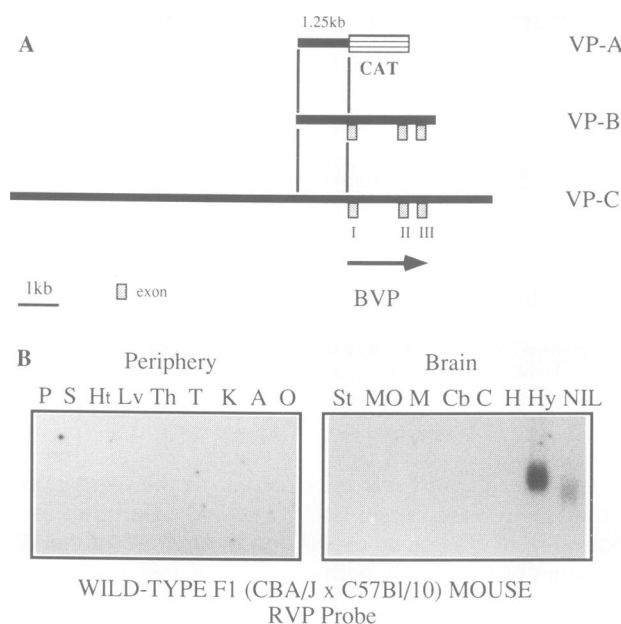 1.25kb
A
VP-A
CAT
VP-B
VP-C
I II III
1kb
exon
BVP
B
Periphery
Brain
P S Ht Lv Th T K A O
St MO M Cb C H Hy NIL
WILD-TYPE F1 (CBA/J x C57Bl/10) MOUSE
RVP Probe